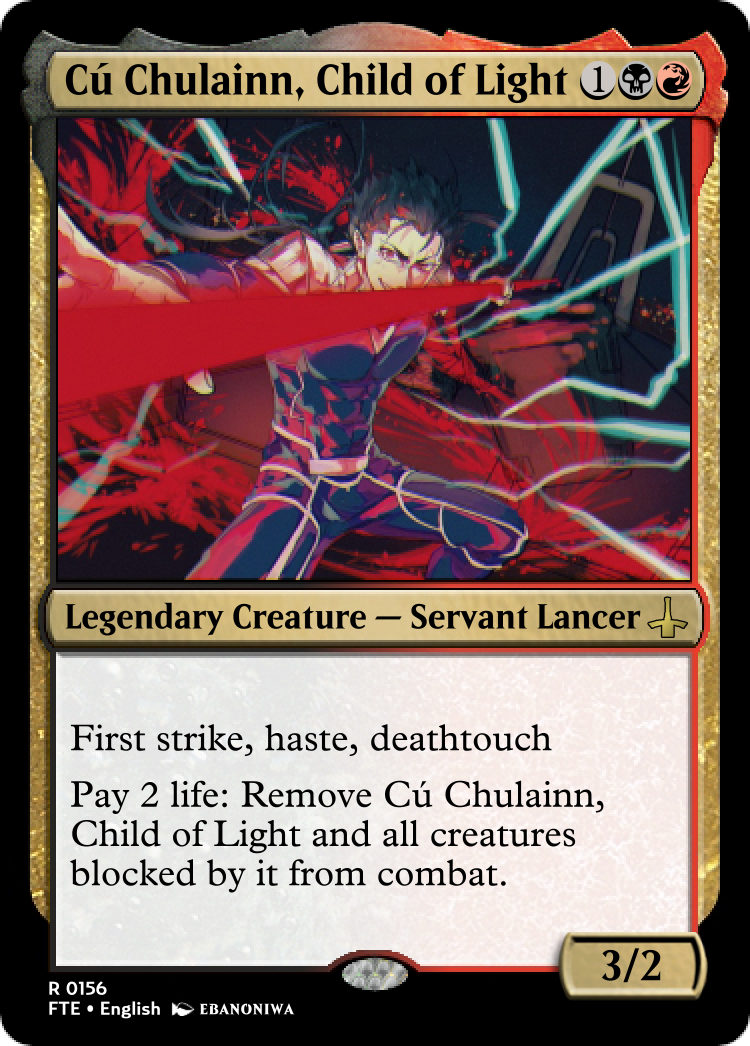 Cú Chulainn, Child of Light 1
Legendary Creature — Servant Lancer
First strike, haste, deathtouch
Pay 2 life: Remove Cú Chulainn,
Child of Light and all creatures
blocked by it from combat.
3/2
R 0156
FTE • English EBANONIWA